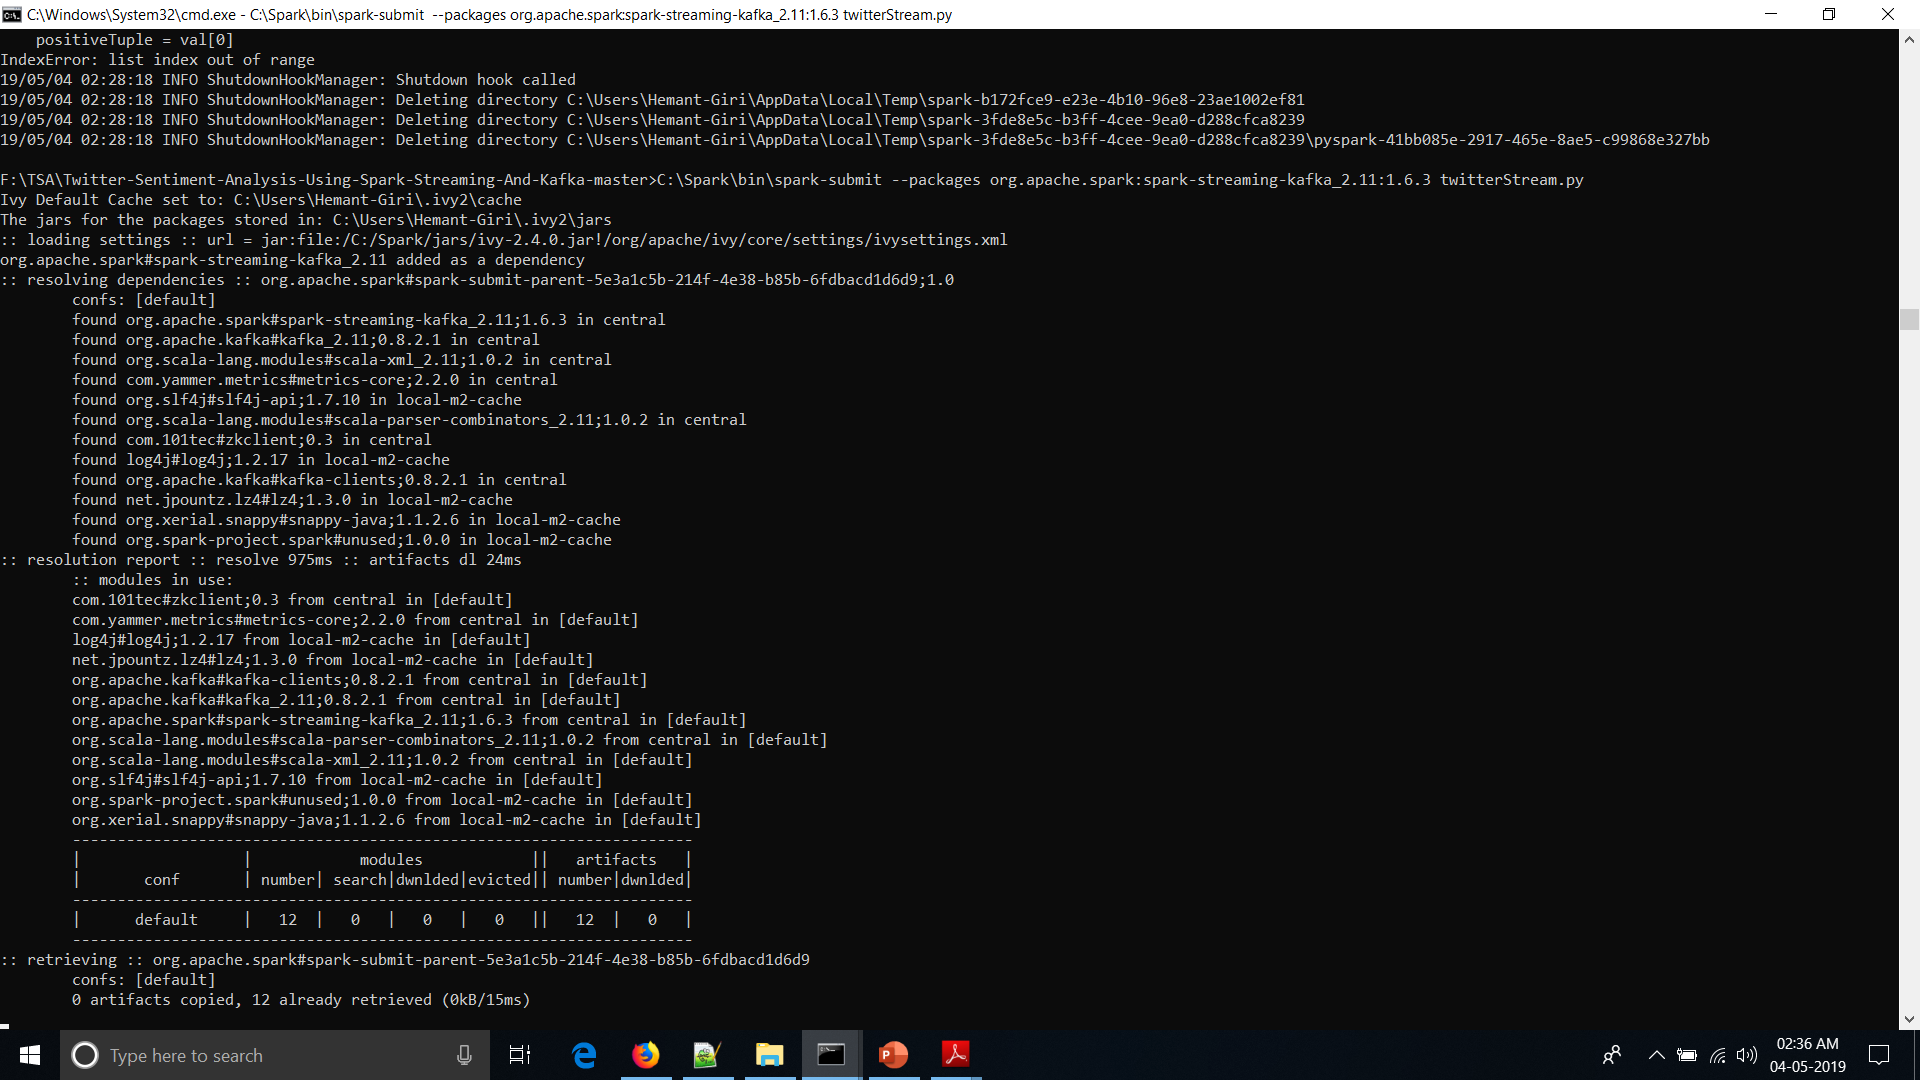 C:\Windows\System32\cmd.exe - C:\Spark\bin\spark-submit  --packages org.apache.spark:spark-streaming-kafka_2.11:1.6.3 twitterStream.py
    positiveTuple = val[0]
IndexError: list index out of range
19/05/04 02:28:18 INFO ShutdownHookManager: Shutdown hook called
19/05/04 02:28:18 INFO ShutdownHookManager: Deleting directory C:\Users\Hemant-Giri\AppData\Local\Temp\spark-b172fce9-e23e-4b10-96e8-23ae1002ef81
19/05/04 02:28:18 INFO ShutdownHookManager: Deleting directory C:\Users\Hemant-Giri\AppData\Local\Temp\spark-3fde8e5c-b3ff-4cee-9ea0-d288cfca8239
19/05/04 02:28:18 INFO ShutdownHookManager: Deleting directory C:\Users\Hemant-Giri\AppData\Local\Temp\spark-3fde8e5c-b3ff-4cee-9ea0-d288cfca8239\pyspark-41bb085e-2917-465e-8ae5-c99868e327bb
F:\TSA\Twitter-Sentiment-Analysis-Using-Spark-Streaming-And-Kafka-master>C:\Spark\bin\spark-submit --packages org.apache.spark:spark-streaming-kafka_2.11:1.6.3 twitterStream.py
Ivy Default Cache set to: C:\Users\Hemant-Giri\.ivy2\cache
The jars for the packages stored in: C:\Users\Hemant-Giri\.ivy2\jars
:: loading settings :: url = jar:file:/C:/Spark/jars/ivy-2.4.0.jar!/org/apache/ivy/core/settings/ivysettings.xml
org.apache.spark#spark-streaming-kafka_2.11 added as a dependency
:: resolving dependencies :: org.apache.spark#spark-submit-parent-5e3a1c5b-214f-4e38-b85b-6fdbacd1d6d9;1.0
        confs: [default]
        found org.apache.spark#spark-streaming-kafka_2.11;1.6.3 in central
        found org.apache.kafka#kafka_2.11;0.8.2.1 in central
        found org.scala-lang.modules#scala-xml_2.11;1.0.2 in central
        found com.yammer.metrics#metrics-core;2.2.0 in central
        found org.slf4j#slf4j-api;1.7.10 in local-m2-cache
        found org.scala-lang.modules#scala-parser-combinators_2.11;1.0.2 in central
        found com.101tec#zkclient;0.3 in central
        found log4j#log4j;1.2.17 in local-m2-cache
        found org.apache.kafka#kafka-clients;0.8.2.1 in central
        found net.jpountz.lz4#lz4;1.3.0 in local-m2-cache
        found org.xerial.snappy#snappy-java;1.1.2.6 in local-m2-cache
        found org.spark-project.spark#unused;1.0.0 in local-m2-cache
:: resolution report :: resolve 975ms :: artifacts dl 24ms
        :: modules in use:
        com.101tec#zkclient;0.3 from central in [default]
        com.yammer.metrics#metrics-core;2.2.0 from central in [default]
        log4j#log4j;1.2.17 from local-m2-cache in [default]
        net.jpountz.lz4#lz4;1.3.0 from local-m2-cache in [default]
        org.apache.kafka#kafka-clients;0.8.2.1 from central in [default]
        org.apache.kafka#kafka_2.11;0.8.2.1 from central in [default]
        org.apache.spark#spark-streaming-kafka_2.11;1.6.3 from central in [default]
        org.scala-lang.modules#scala-parser-combinators_2.11;1.0.2 from central in [default]
        org.scala-lang.modules#scala-xml_2.11;1.0.2 from central in [default]
        org.slf4j#slf4j-api;1.7.10 from local-m2-cache in [default]
        org.spark-project.spark#unused;1.0.0 from local-m2-cache in [default]
        org.xerial.snappy#snappy-java;1.1.2.6 from local-m2-cache in [default]
        ---------------------------------------------------------------------
        |                  |            modules            ||   artifacts   |
        |       conf       | number| search|dwnlded|evicted|| number|dwnlded|
        ---------------------------------------------------------------------
        |      default     |   12  |   0   |   0   |   0   ||   12  |   0   |
        ---------------------------------------------------------------------
:: retrieving :: org.apache.spark#spark-submit-parent-5e3a1c5b-214f-4e38-b85b-6fdbacd1d6d9
        confs: [default]
        0 artifacts copied, 12 already retrieved (0kB/15ms)
Type here to search
02:36 AM
04-05-2019